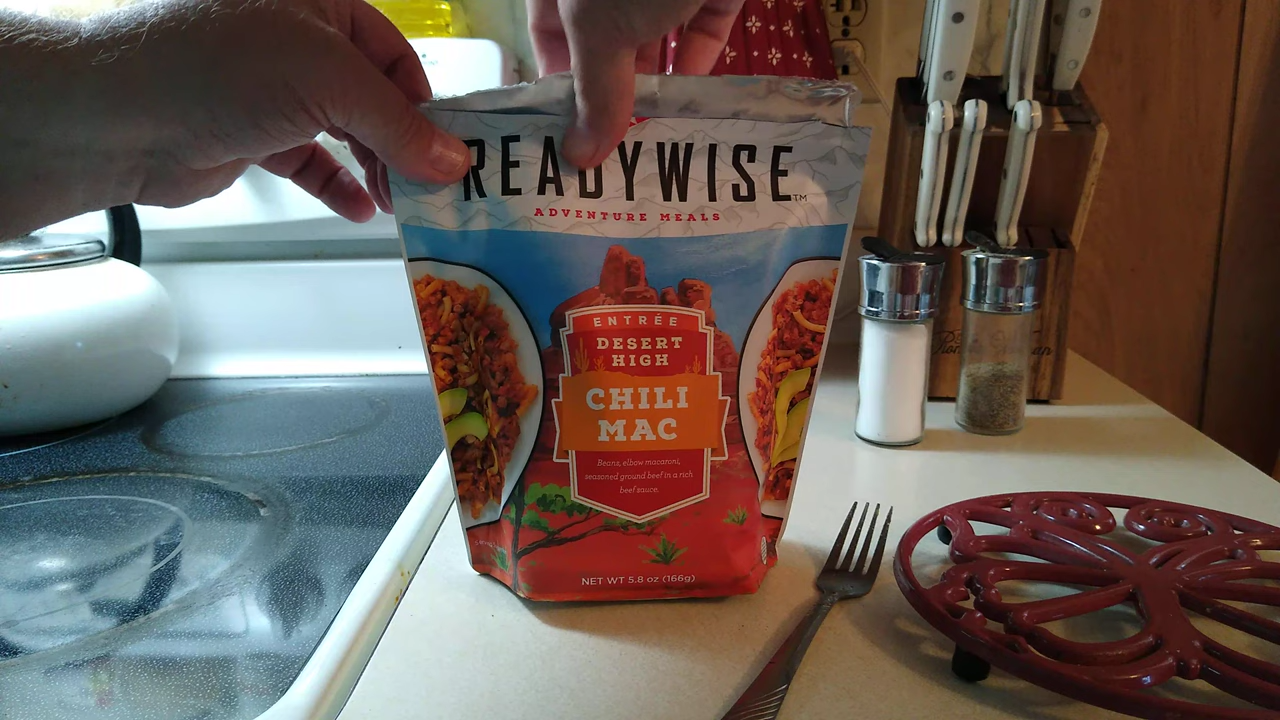 READYWISE™
ADVENTURE MEALS
ENTRÉE
DESERT
HIGH
CHILI
MAC
Beans, elbow macaroni,
seasoned ground beef in a rich
beef sauce.
NET WT 5.8 oz (166g)